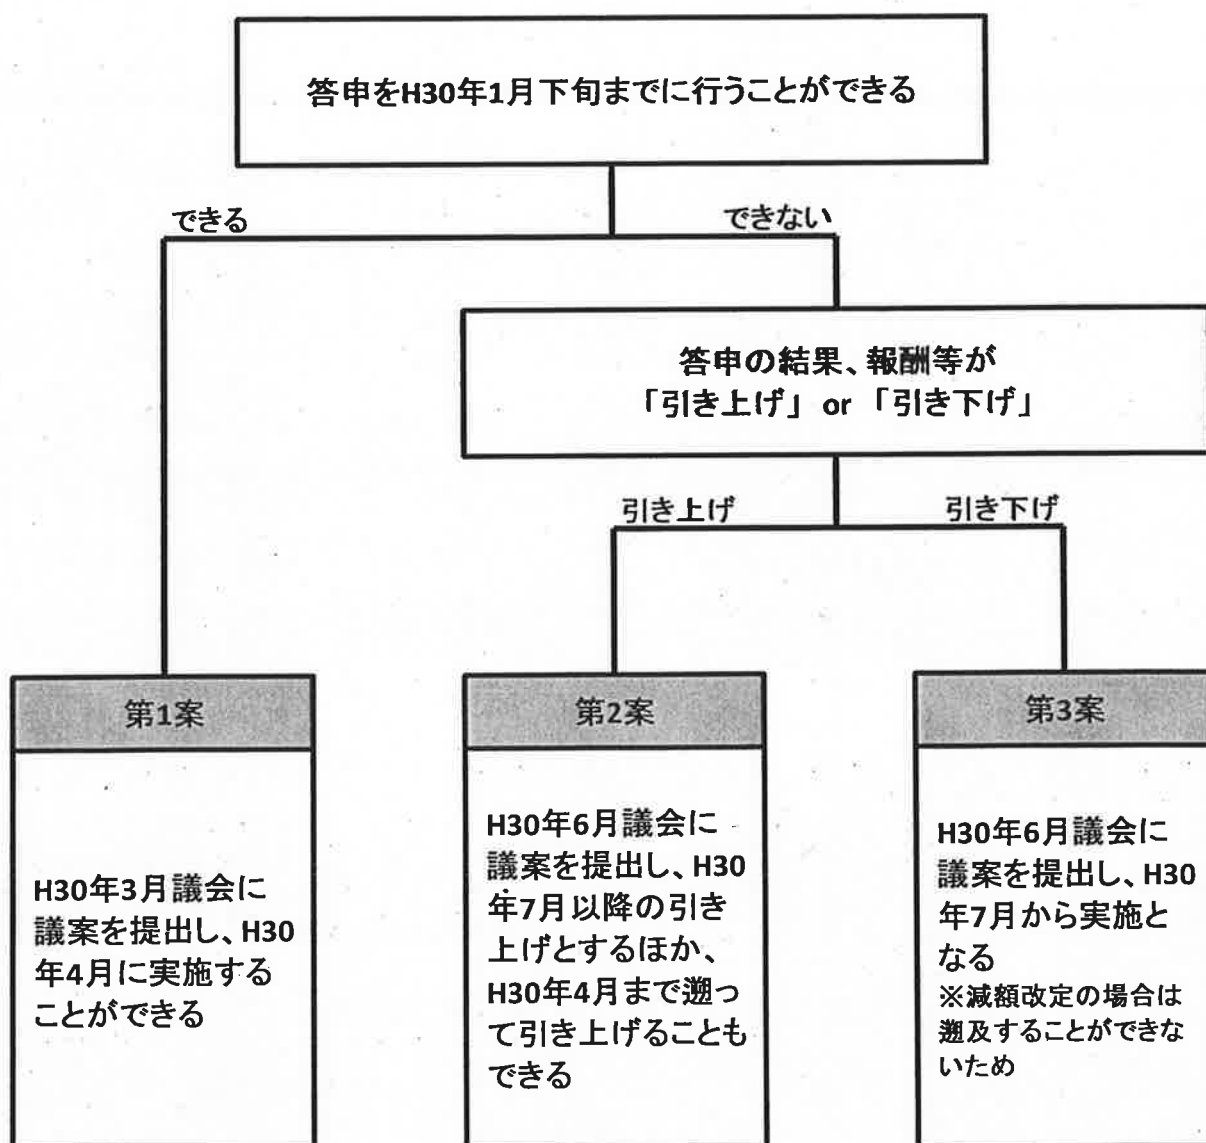 答申をH30年1月下旬までに行うことができる
できる
できない
答申の結果、報酬等が
「引き上げ」 or 「引き下げ」
引き上げ
引き下げ
第1案
H30年3月議会に
議案を提出し、H30
年4月に実施する
ことができる
第2案
H30年6月議会に
議案を提出し、H30
年7月以降の引き
上げとするほか、
H30年4月まで遡っ
て引き上げることも
できる
第3案
H30年6月議会に
議案を提出し、H30
年7月から実施と
なる
※減額改定の場合は
遡及することができな
いため